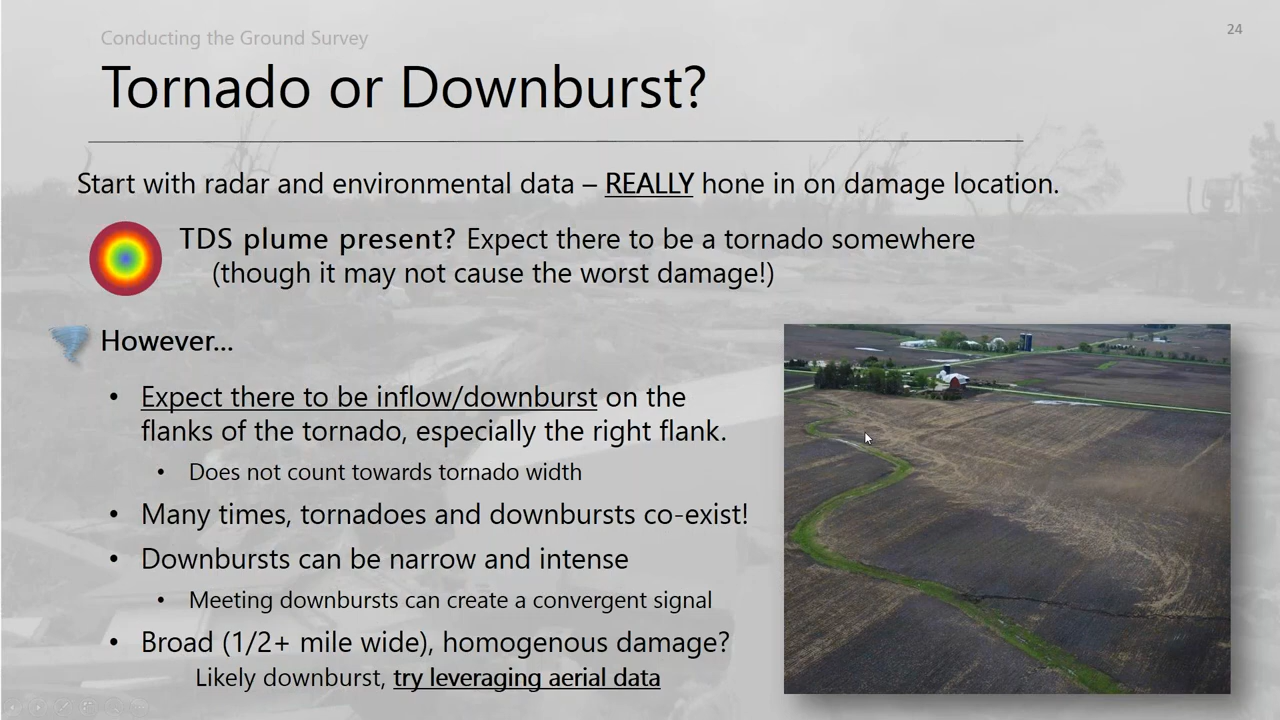 Conducting the Ground Survey
24
Tornado or Downburst?
Start with radar and environmental data – REALLY hone in on damage location.
TDS plume present? Expect there to be a tornado somewhere
(though it may not cause the worst damage!)
However...
• Expect there to be inflow/downburst on the
flanks of the tornado, especially the right flank.
• Does not count towards tornado width
• Many times, tornadoes and downbursts co-exist!
• Downbursts can be narrow and intense
• Meeting downbursts can create a convergent signal
• Broad (1/2+ mile wide), homogenous damage?
Likely downburst, try leveraging aerial data